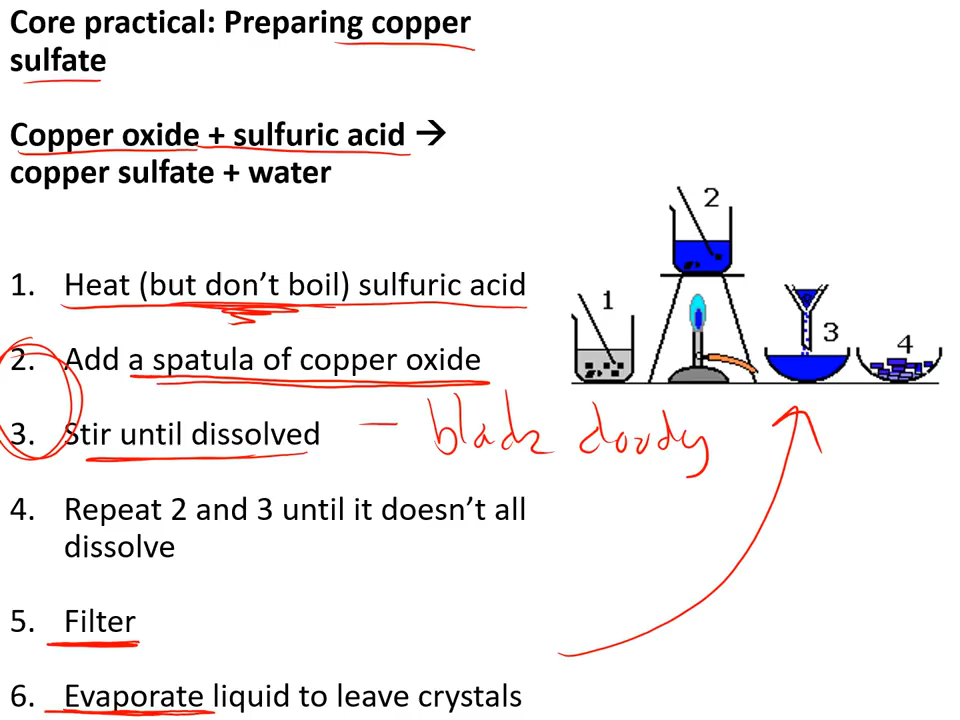 Core practical: Preparing copper
sulfate
Copper oxide + sulfuric acid →
copper sulfate + water
1. Heat (but don't boil) sulfuric acid
2. Add a spatula of copper oxide
3. Stir until dissolved – black cloudy
4. Repeat 2 and 3 until it doesn't all
dissolve
5. Filter
6. Evaporate liquid to leave crystals
2
1
3
4